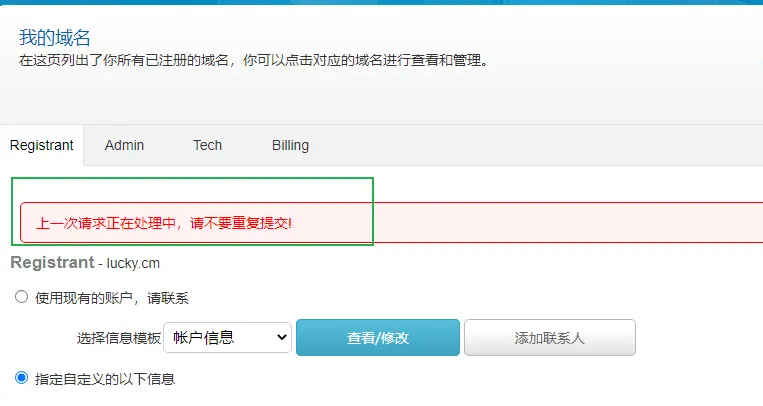 我的域名
在这页列出了你所有已注册的域名，你可以点击对应的域名进行查看和管理。
Registrant Admin Tech Billing
上一次请求正在处理中，请不要重复提交!
Registrant - lucky.cm
使用现有的账户，请联系
选择信息模板 帐户信息 查看/修改 添加联系人
指定自定义的以下信息